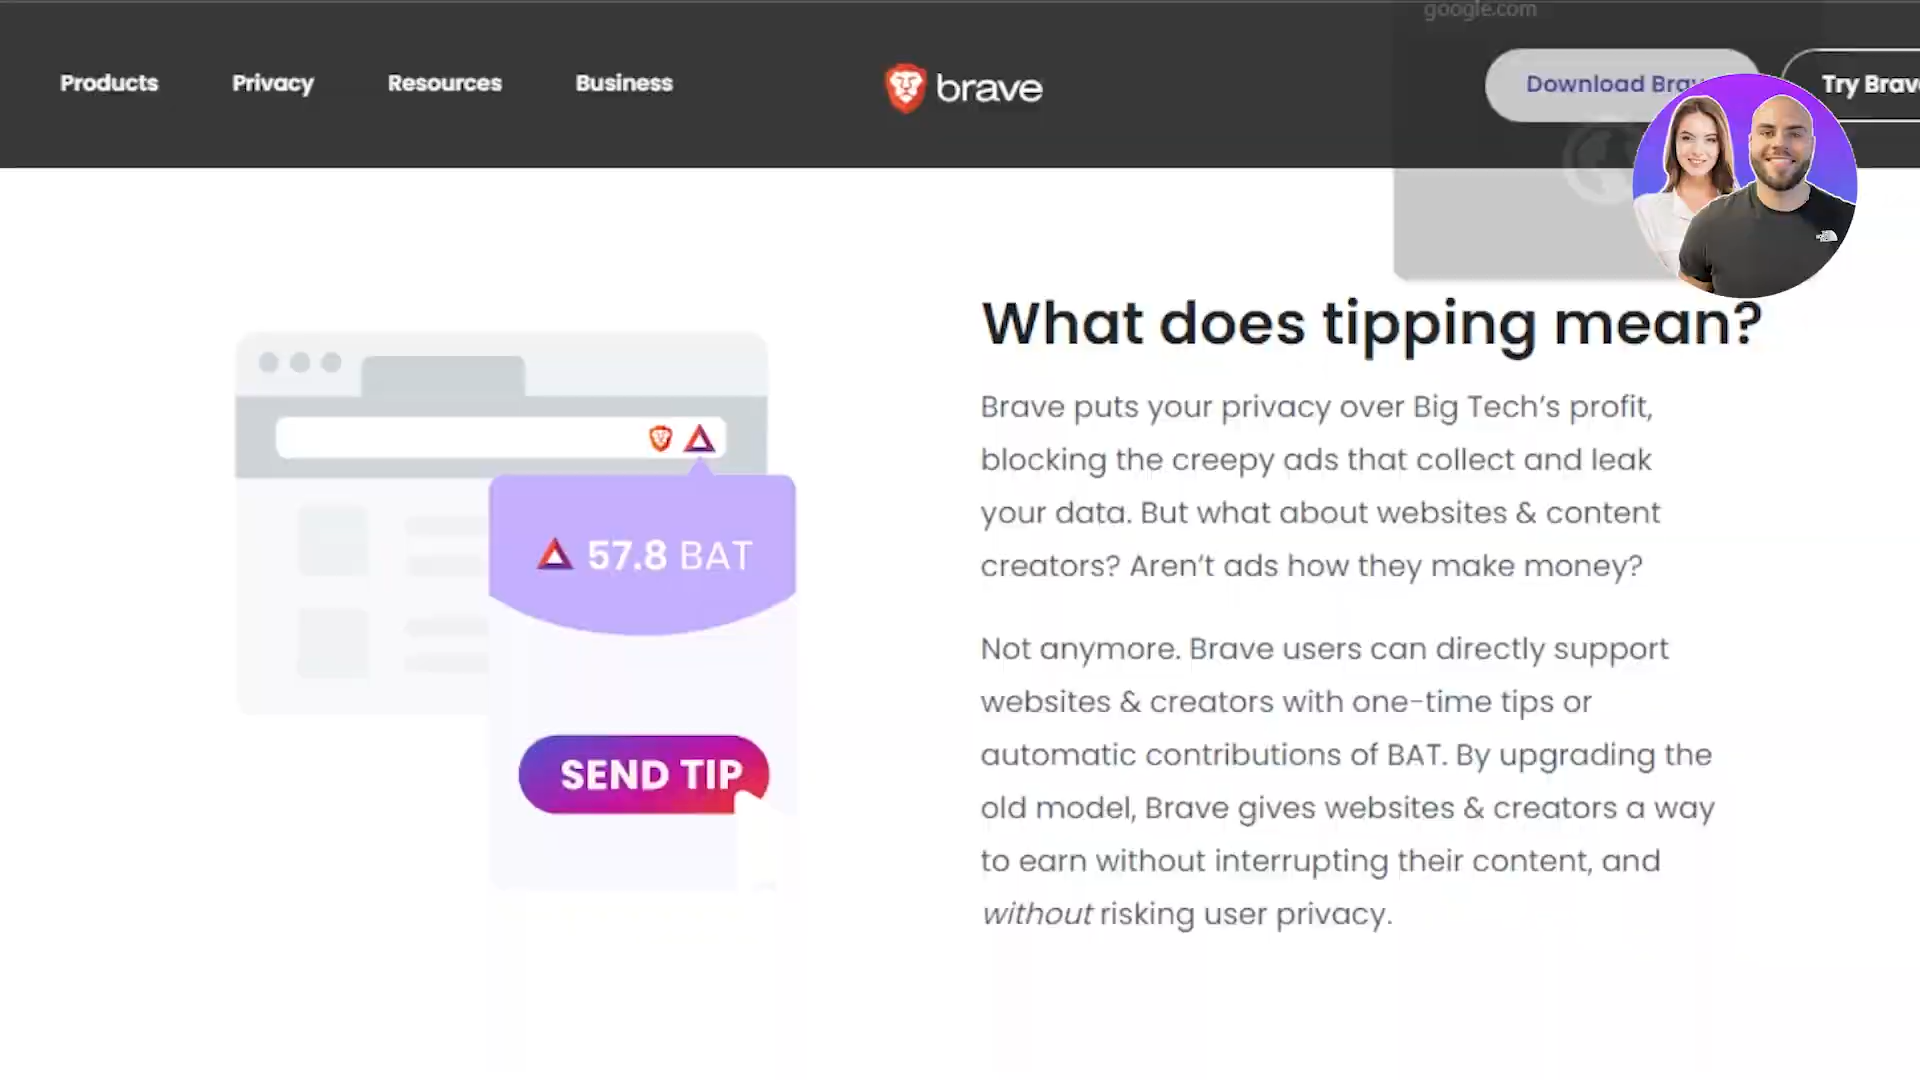 google.com
Products
Privacy
Resources
Business
brave
Download
Try
What does tipping mean?
Brave puts your privacy over Big Tech's profit,
blocking the creepy ads that collect and leak
your data. But what about websites & content
creators? Aren't ads how they make money?
Not anymore. Brave users can directly support
websites & creators with one-time tips or
automatic contributions of BAT. By upgrading the
old model, Brave gives websites & creators a way
to earn without interrupting their content, and
without risking user privacy.
57.8 BAT
SEND TIP